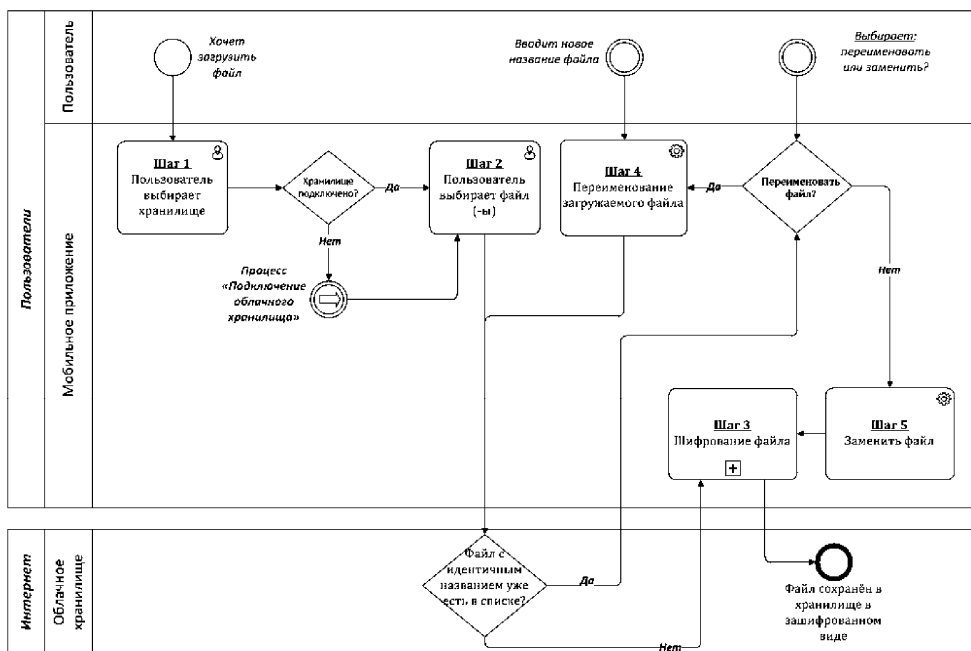 Пользователь
Хочет
загрузить
файл
Вводит новое
название файла
Выбирает:
переименовать
или заменить?
Пользователи
Мобильное приложение
Шаг 1
Пользователь
выбирает
хранилище
Хранилище
подключено?
Да
Нет
Шаг 2
Пользователь
выбирает файл
(-ы)
Шаг 4
Переименование
загружаемого файла
Да
Переименовать
файл?
Нет
Процесс
«Подключение
облачного
хранилища»
Шаг 3
Шифрование файла
Шаг 5
Заменить файл
Интернет
Облачное
хранилище
Файл с
идентичным
названием уже
есть в списке?
Да
Нет
Файл сохранён в
хранилище в
зашифрованном
виде